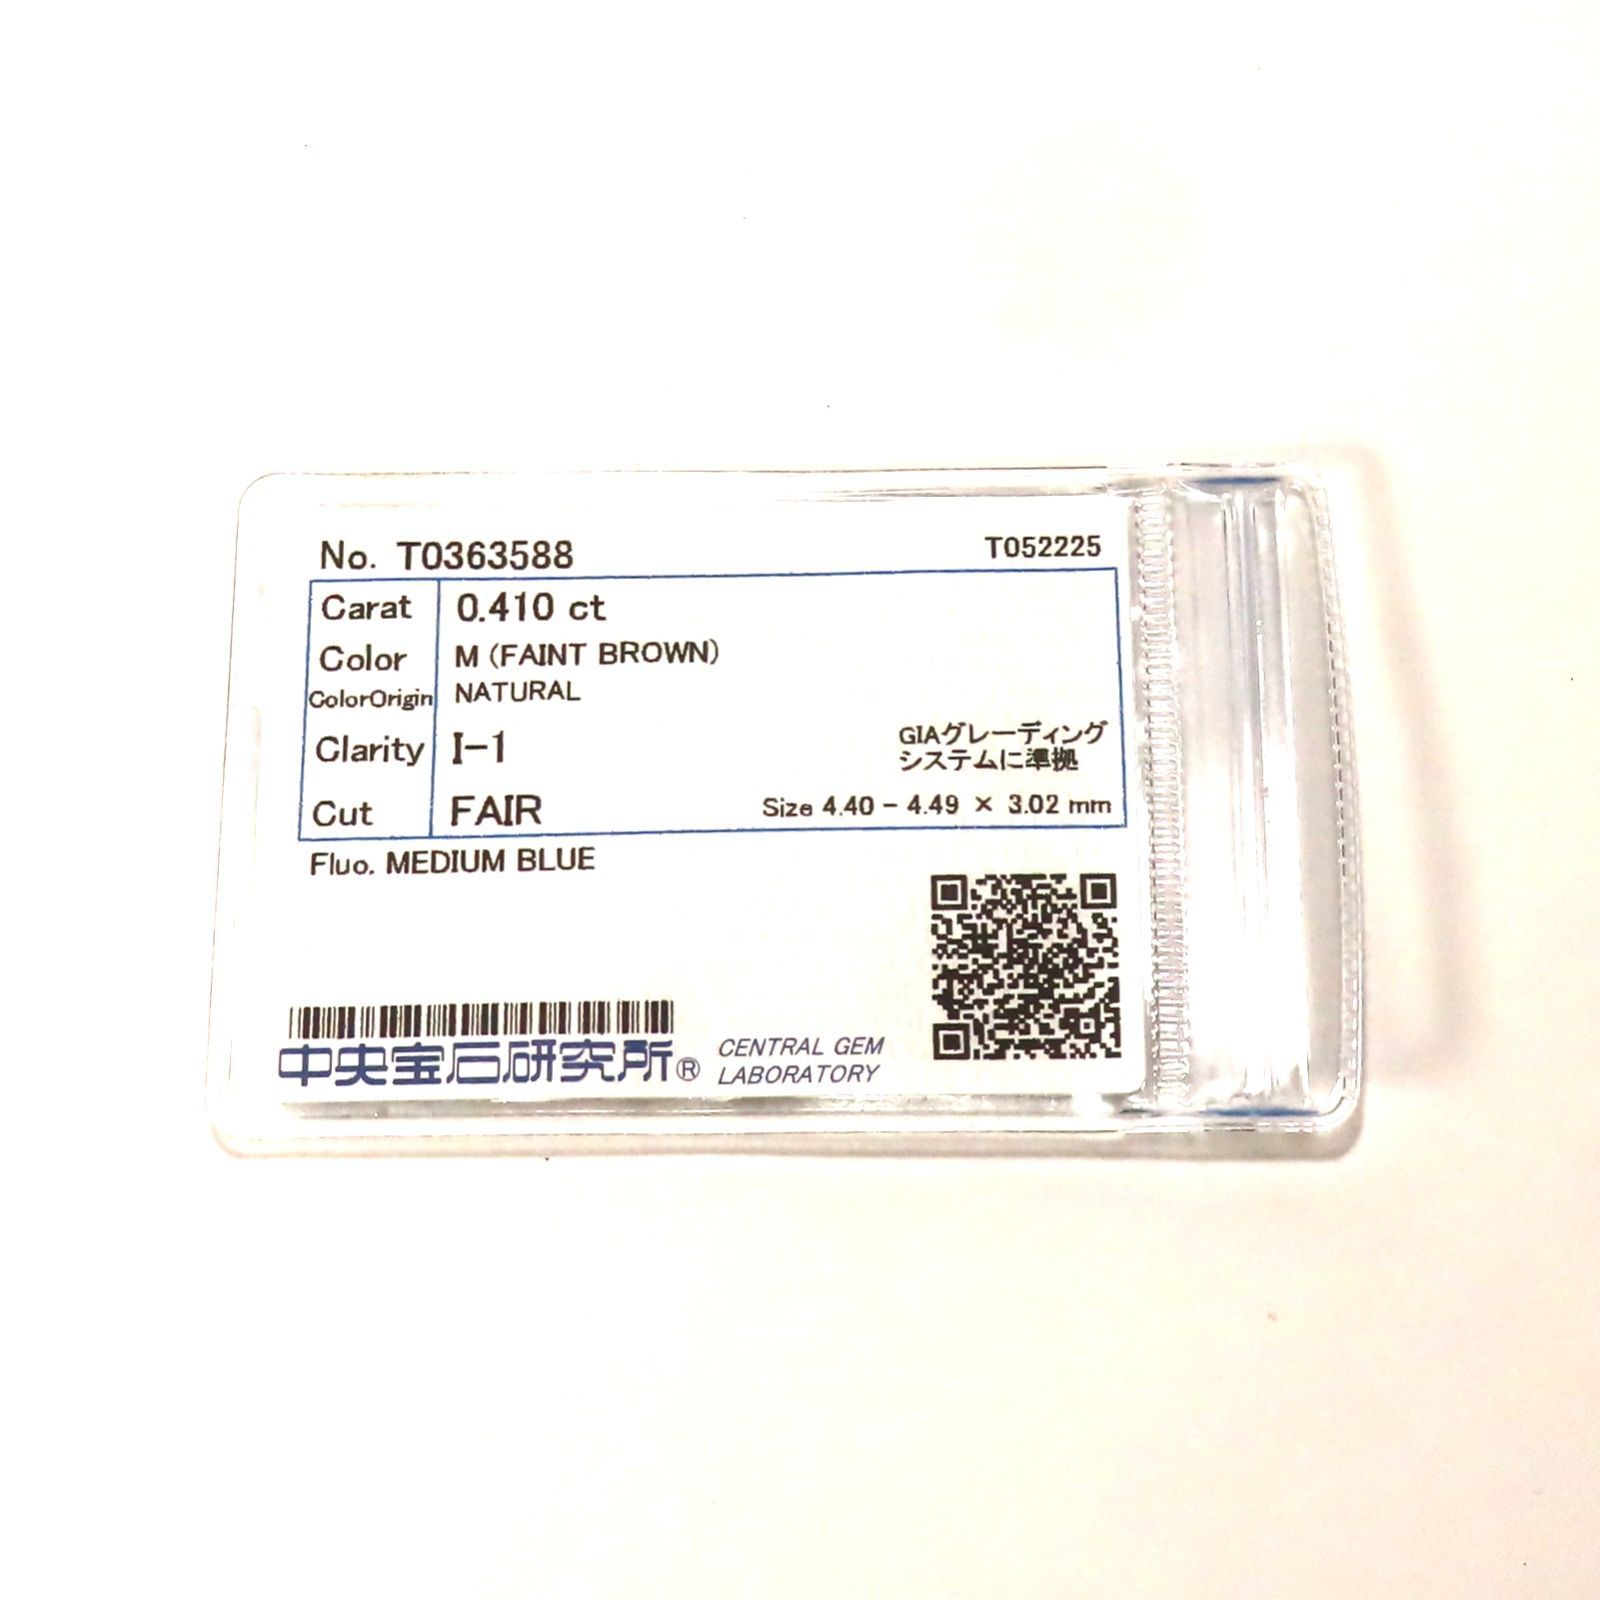 No. T0363588 T052225
Carat 0.410 ct
Color M (FAINT BROWN)
ColorOrigin NATURAL
Clarity I-1
GIAグレーディング
システムに準拠
Cut FAIR Size 4.40 - 4.49 × 3.02 mm
Fluo. MEDIUM BLUE
中央宝石研究所® CENTRAL GEM
LABORATORY